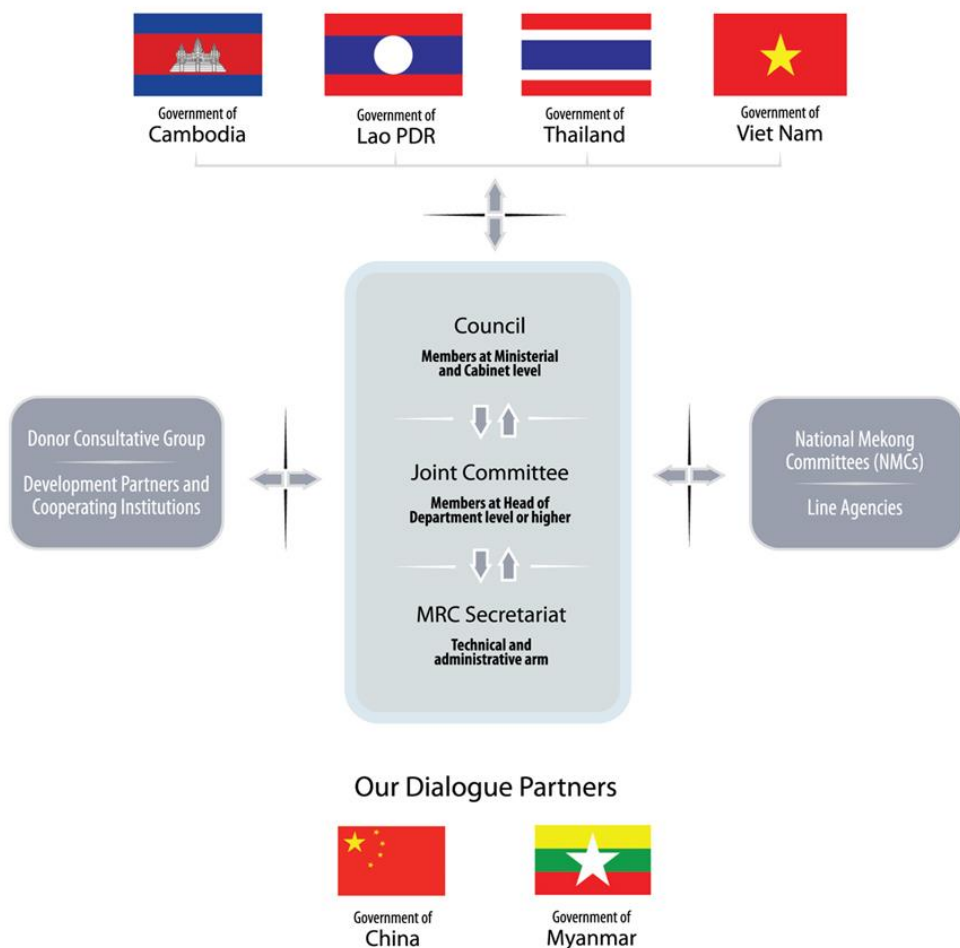 Government of
Cambodia
Government of
Lao PDR
Government of
Thailand
Government of
Viet Nam
Council
Members at Ministerial
and Cabinet level
Donor Consultative Group
Development Partners and
Cooperating Institutions
Joint Committee
Members at Head of
Department level or higher
National Mekong
Committees (NMCs)
Line Agencies
MRC Secretariat
Technical and
administrative arm
Our Dialogue Partners
Government of
China
Government of
Myanmar